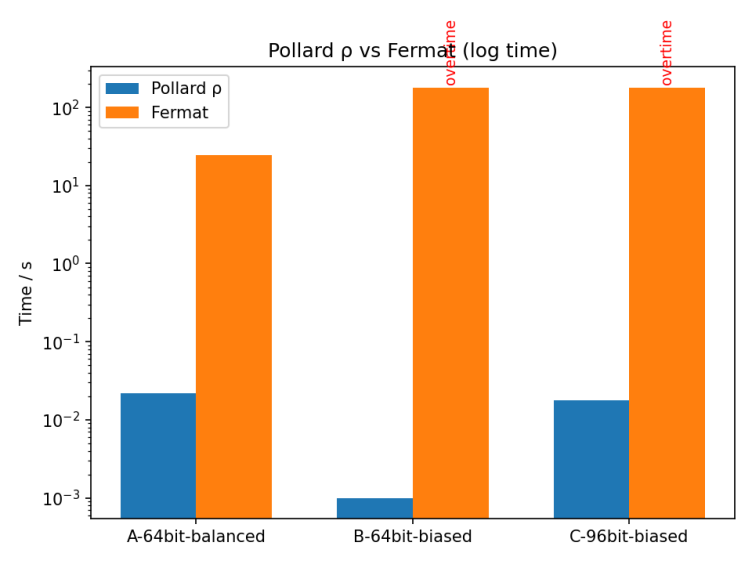 Pollard ρ vs Fermat (log time)
overtime
overtime
Pollard ρ
Fermat
10²
10¹
10⁰
10⁻¹
10⁻²
10⁻³
Time / s
A-64bit-balanced
B-64bit-biased
C-96bit-biased